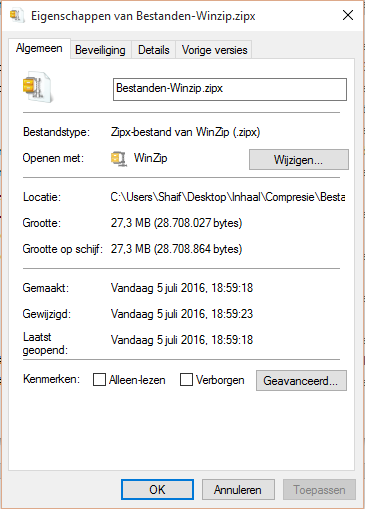 Eigenschappen van Bestanden-Winzip.zipx
Algemeen Beveiliging Details Vorige versies
Bestanden-Winzip.zipx
Bestandstype: Zipx-bestand van WinZip (.zipx)
Openen met: WinZip Wijzigen...
Locatie: C:\Users\Shaif\Desktop\Inhaal\Compresie\Besta
Grootte: 27,3 MB (28.708.027 bytes)
Grootte op schijf: 27,3 MB (28.708.864 bytes)
Gemaakt: Vandaag 5 juli 2016, 18:59:18
Gewijzigd: Vandaag 5 juli 2016, 18:59:23
Laatst
geopend: Vandaag 5 juli 2016, 18:59:18
Kenmerken: Alleen-lezen Verborgen Geavanceerd...
OK Annuleren Toepassen